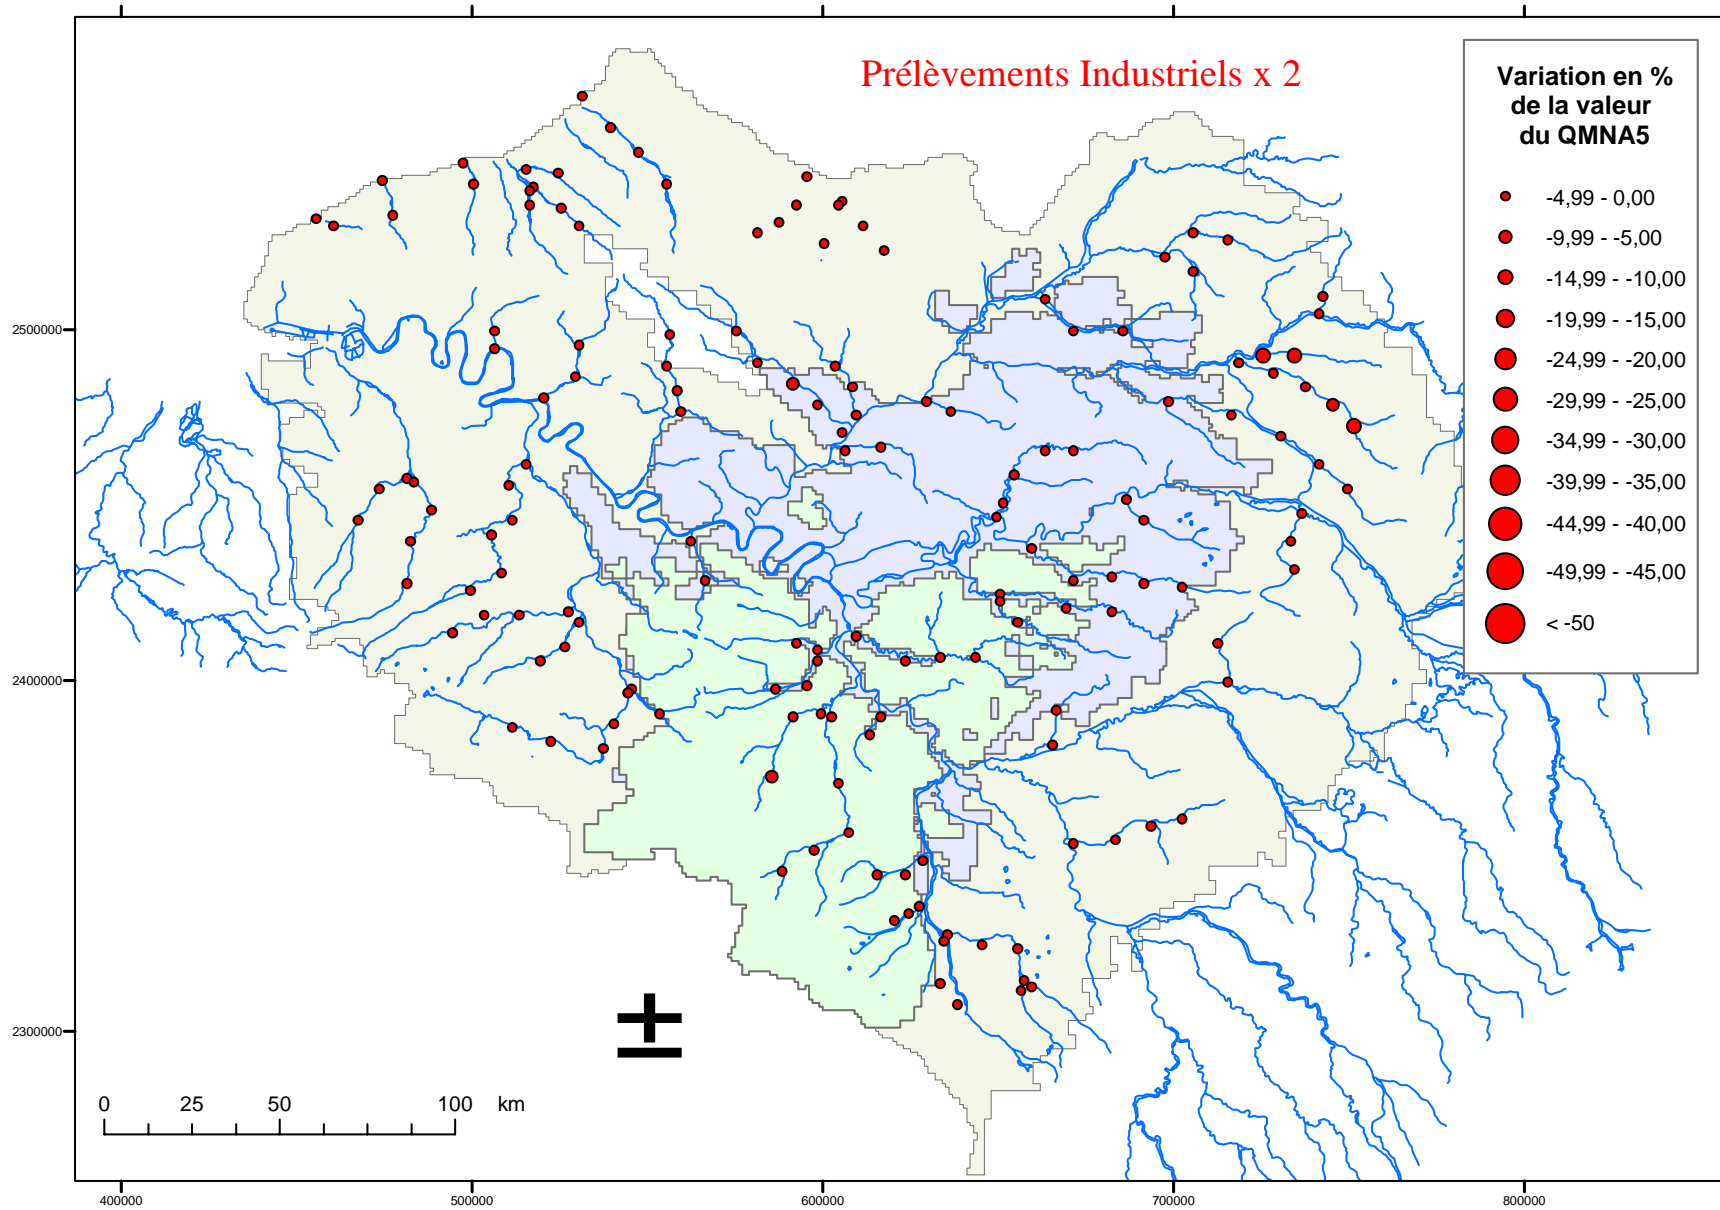 Prélèvements Industriels x 2
Variation en %
de la valeur
du QMNA5
-4,99 - 0,00
-9,99 - -5,00
-14,99 - -10,00
-19,99 - -15,00
-24,99 - -20,00
-29,99 - -25,00
-34,99 - -30,00
-39,99 - -35,00
-44,99 - -40,00
-49,99 - -45,00
< -50
2500000
2400000
2300000
0 25 50 100 km
400000 500000 600000 700000 800000